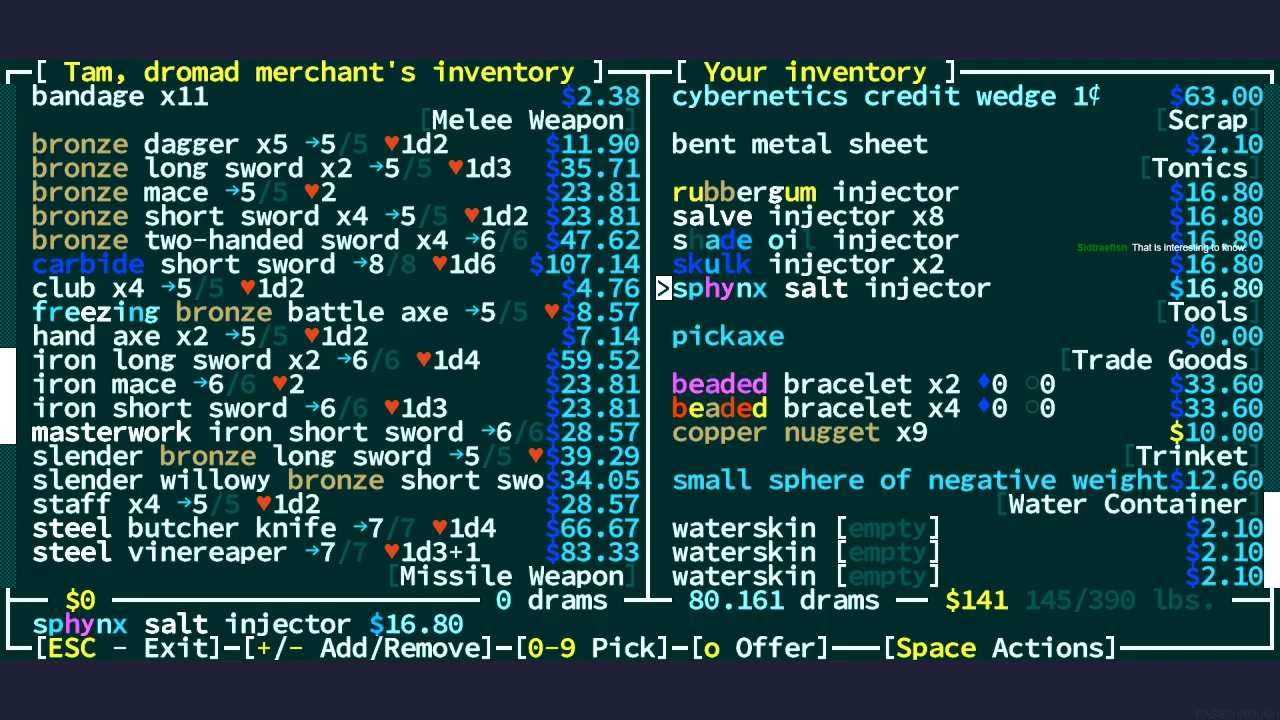 [ Tam, dromad merchant's inventory ]
bandage x11 $2.38
[Melee Weapon]
bronze dagger x5 →5/5 ♥1d2 $11.90
bronze long sword x2 →5/5 ♥1d3 $35.71
bronze mace →5/5 ♥2 $23.81
bronze short sword x4 →5/5 ♥1d2 $23.81
bronze two-handed sword x4 →6/6 $47.62
carbide short sword →8/8 ♥1d6 $107.14
club x4 →5/5 ♥1d2 $4.76
freezing bronze battle axe →5/5 ♥$8.57
hand axe x2 →5/5 ♥1d2 $7.14
iron long sword x2 →6/6 ♥1d4 $59.52
iron mace →6/6 ♥2 $23.81
iron short sword →6/6 ♥1d3 $23.81
masterwork iron short sword →6/6$28.57
slender bronze long sword →5/5 ♥$39.29
slender willowy bronze short swo$34.05
staff x4 →5/5 ♥1d2 $28.57
steel butcher knife →7/7 ♥1d4 $66.67
steel vinereaper →7/7 ♥1d3+1 $83.33
[Missile Weapon]
$0 0 drams
[ Your inventory ]
cybernetics credit wedge 1¢ $63.00
[Scrap]
bent metal sheet $2.10
[Tonics]
rubbergum injector $16.80
salve injector x8 $16.80
shade oil injector $16.80
Sidtreefish That is interesting to know.
skulk injector x2 $16.80
>sphynx salt injector $16.80
[Tools]
pickaxe $0.00
[Trade Goods]
beaded bracelet x2 ♦0 ○0 $33.60
beaded bracelet x4 ♦0 ○0 $33.60
copper nugget x9 $10.00
[Trinket]
small sphere of negative weight$12.60
[Water Container]
waterskin [empty] $2.10
waterskin [empty] $2.10
waterskin [empty] $2.10
80.161 drams $141 145/390 lbs.
sphynx salt injector $16.80
[ESC - Exit]-[+/- Add/Remove]-[0-9 Pick]-[o Offer]-[Space Actions]